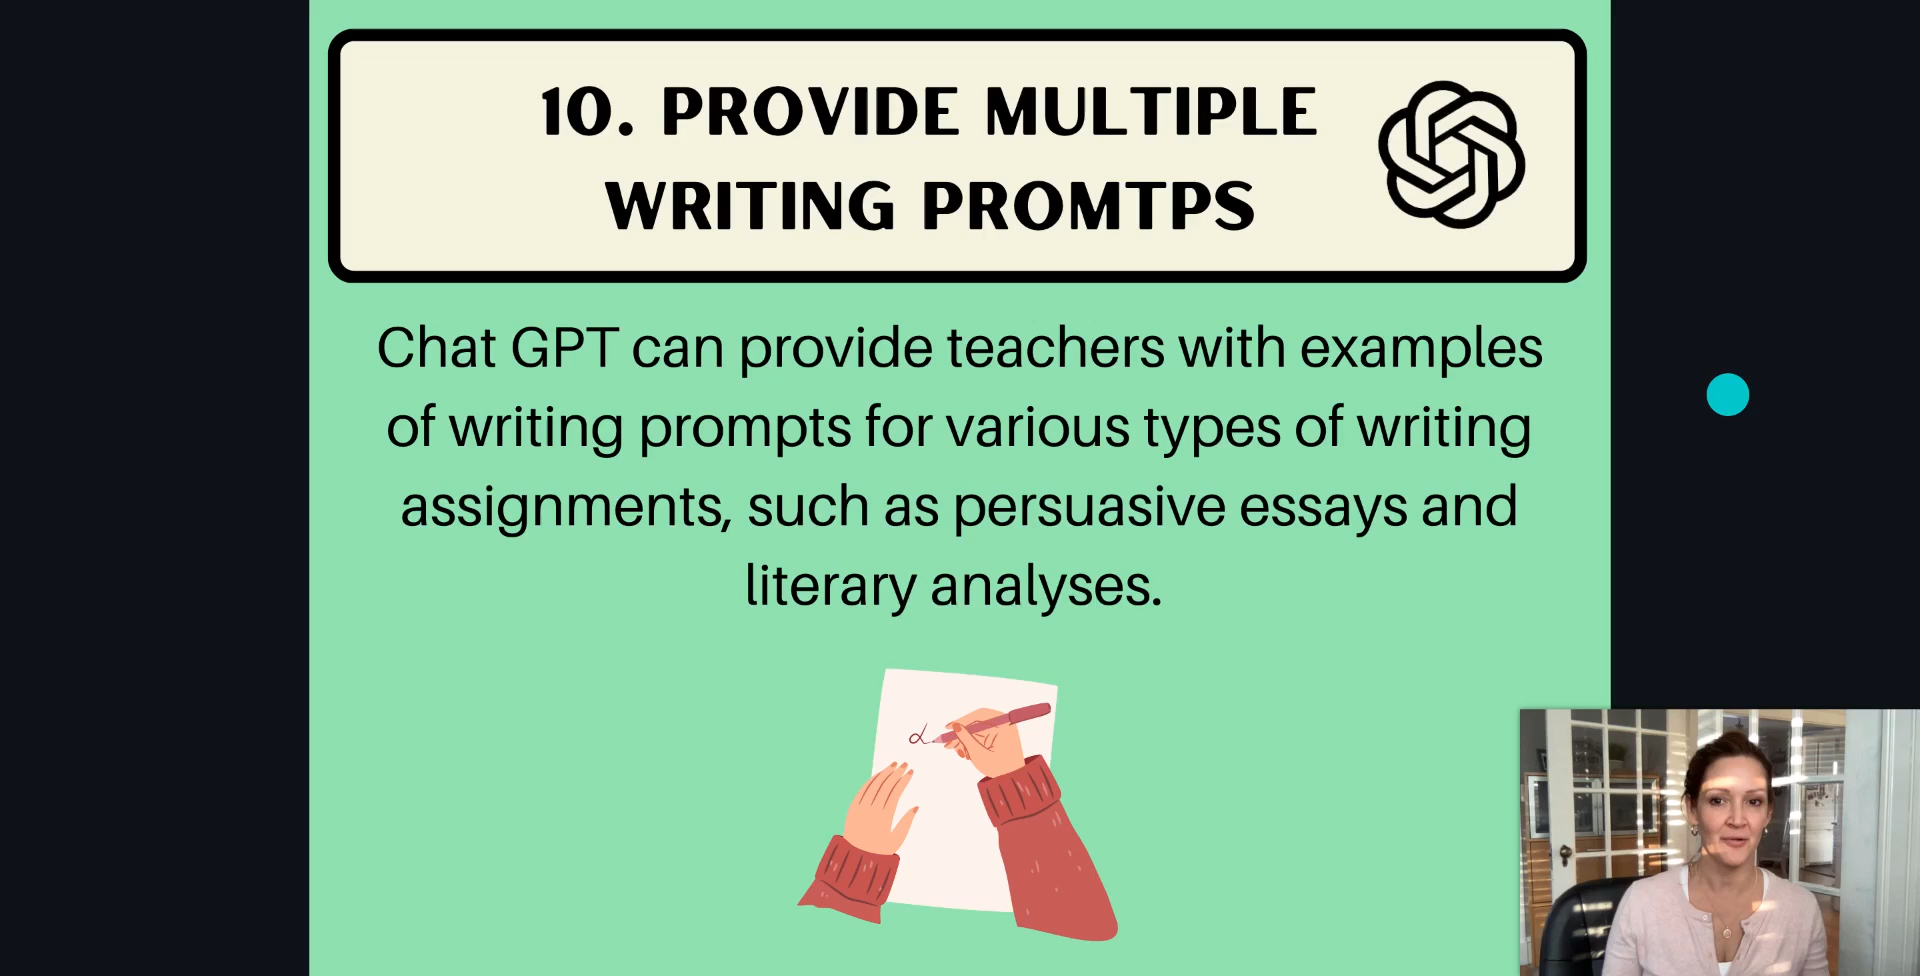 10. PROVIDE MULTIPLE
WRITING PROMTPS
Chat GPT can provide teachers with examples
of writing prompts for various types of writing
assignments, such as persuasive essays and
literary analyses.